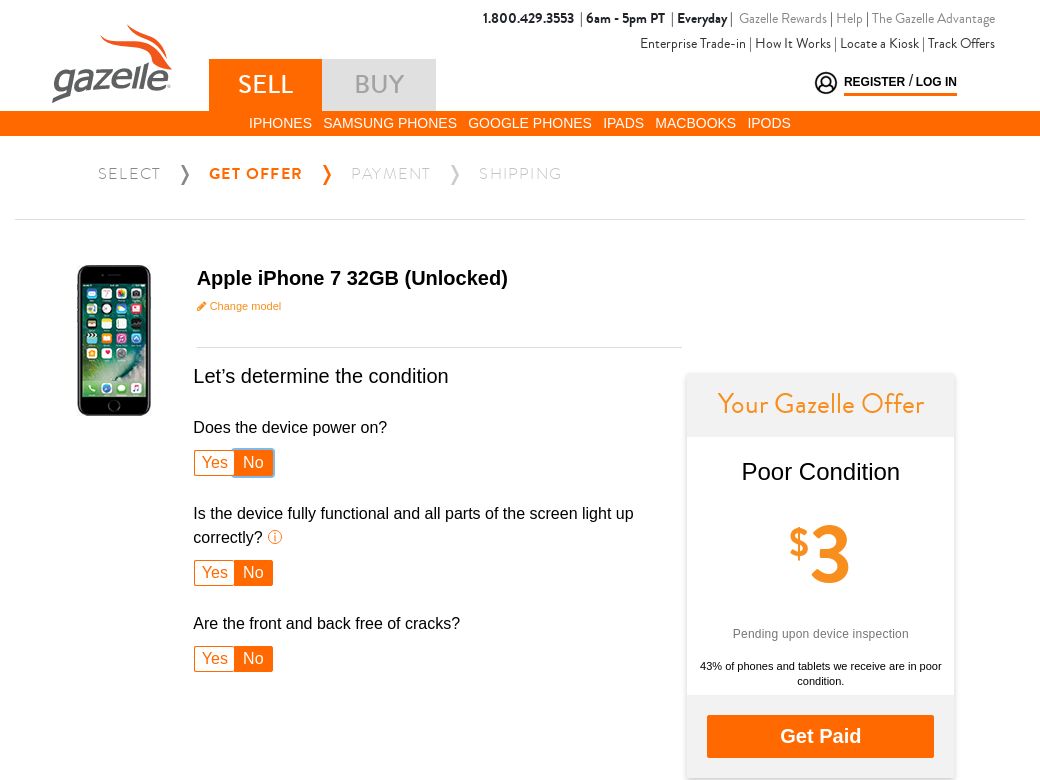 1.800.429.3553 | 6am - 5pm PT | Everyday | Gazelle Rewards | Help | The Gazelle Advantage
Enterprise Trade-in | How It Works | Locate a Kiosk | Track Offers
gazelle
SELL
BUY
REGISTER / LOG IN
IPHONES SAMSUNG PHONES GOOGLE PHONES IPADS MACBOOKS IPODS
SELECT ❭ GET OFFER ❭ PAYMENT ❭ SHIPPING
Apple iPhone 7 32GB (Unlocked)
Change model
Let’s determine the condition
Does the device power on?
Yes No
Is the device fully functional and all parts of the screen light up
correctly? ⓘ
Yes No
Are the front and back free of cracks?
Yes No
Your Gazelle Offer
Poor Condition
$3
Pending upon device inspection
43% of phones and tablets we receive are in poor
condition.
Get Paid